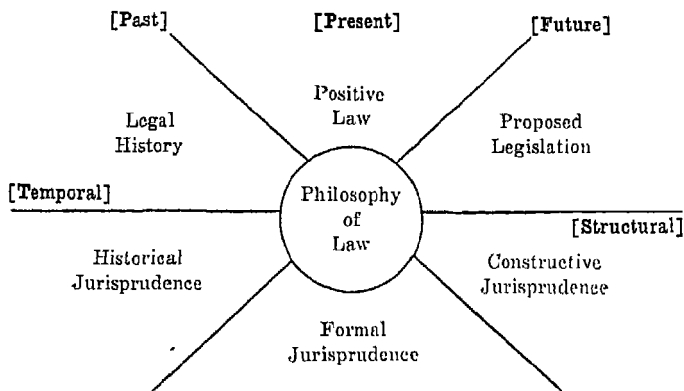 [Past] [Present] [Future]
Positive
Law
Legal
History
Proposed
Legislation
[Temporal]
Philosophy
of
Law
[Structural]
Historical
Jurisprudence
Constructive
Jurisprudence
Formal
Jurisprudence